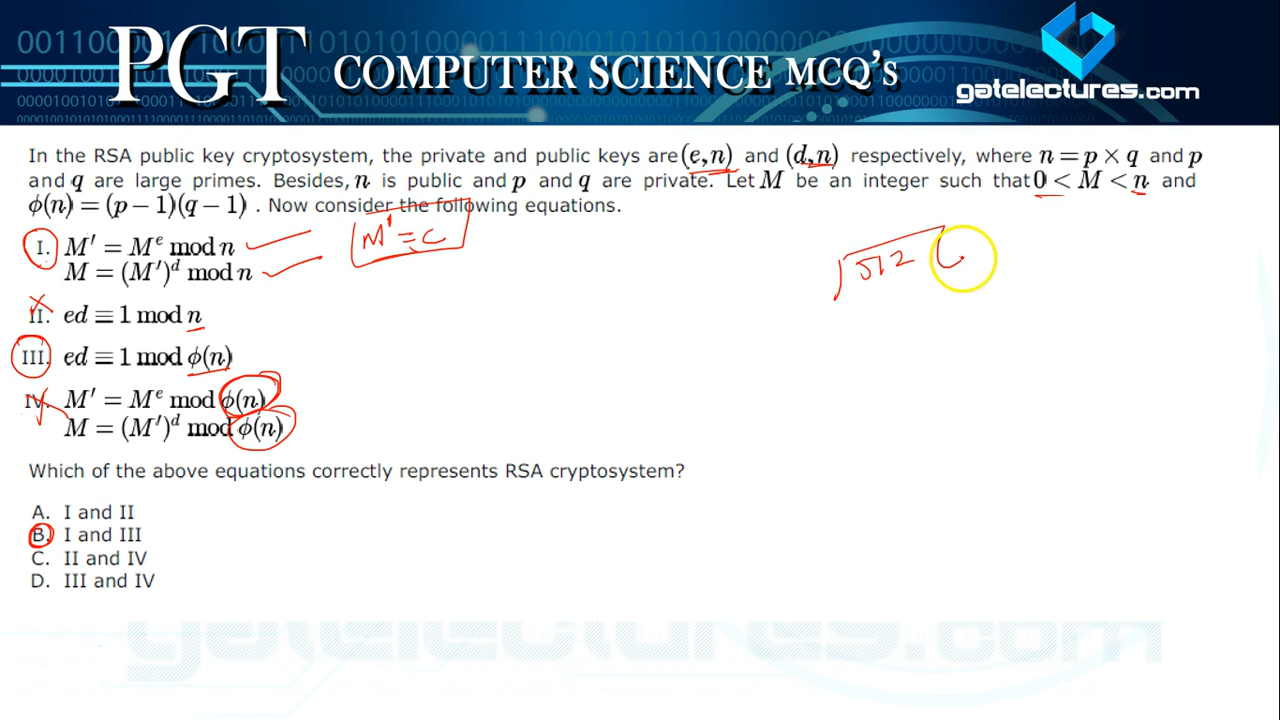 PGT COMPUTER SCIENCE MCQ's
gatelectures.com
In the RSA public key cryptosystem, the private and public keys are (e,n) and (d,n) respectively, where n = p × q and p
and q are large primes. Besides, n is public and p and q are private. Let M be an integer such that 0 < M < n and
ϕ(n) = (p − 1)(q − 1) . Now consider the following equations.
I. M′ = Mᵉ mod n
M = (M′)ᵈ mod n
M' = C
√512
II. ed ≡ 1 mod n
III. ed ≡ 1 mod ϕ(n)
IV. M′ = Mᵉ mod ϕ(n)
M = (M′)ᵈ mod ϕ(n)
Which of the above equations correctly represents RSA cryptosystem?
A. I and II
B. I and III
C. II and IV
D. III and IV
gatelectures.com